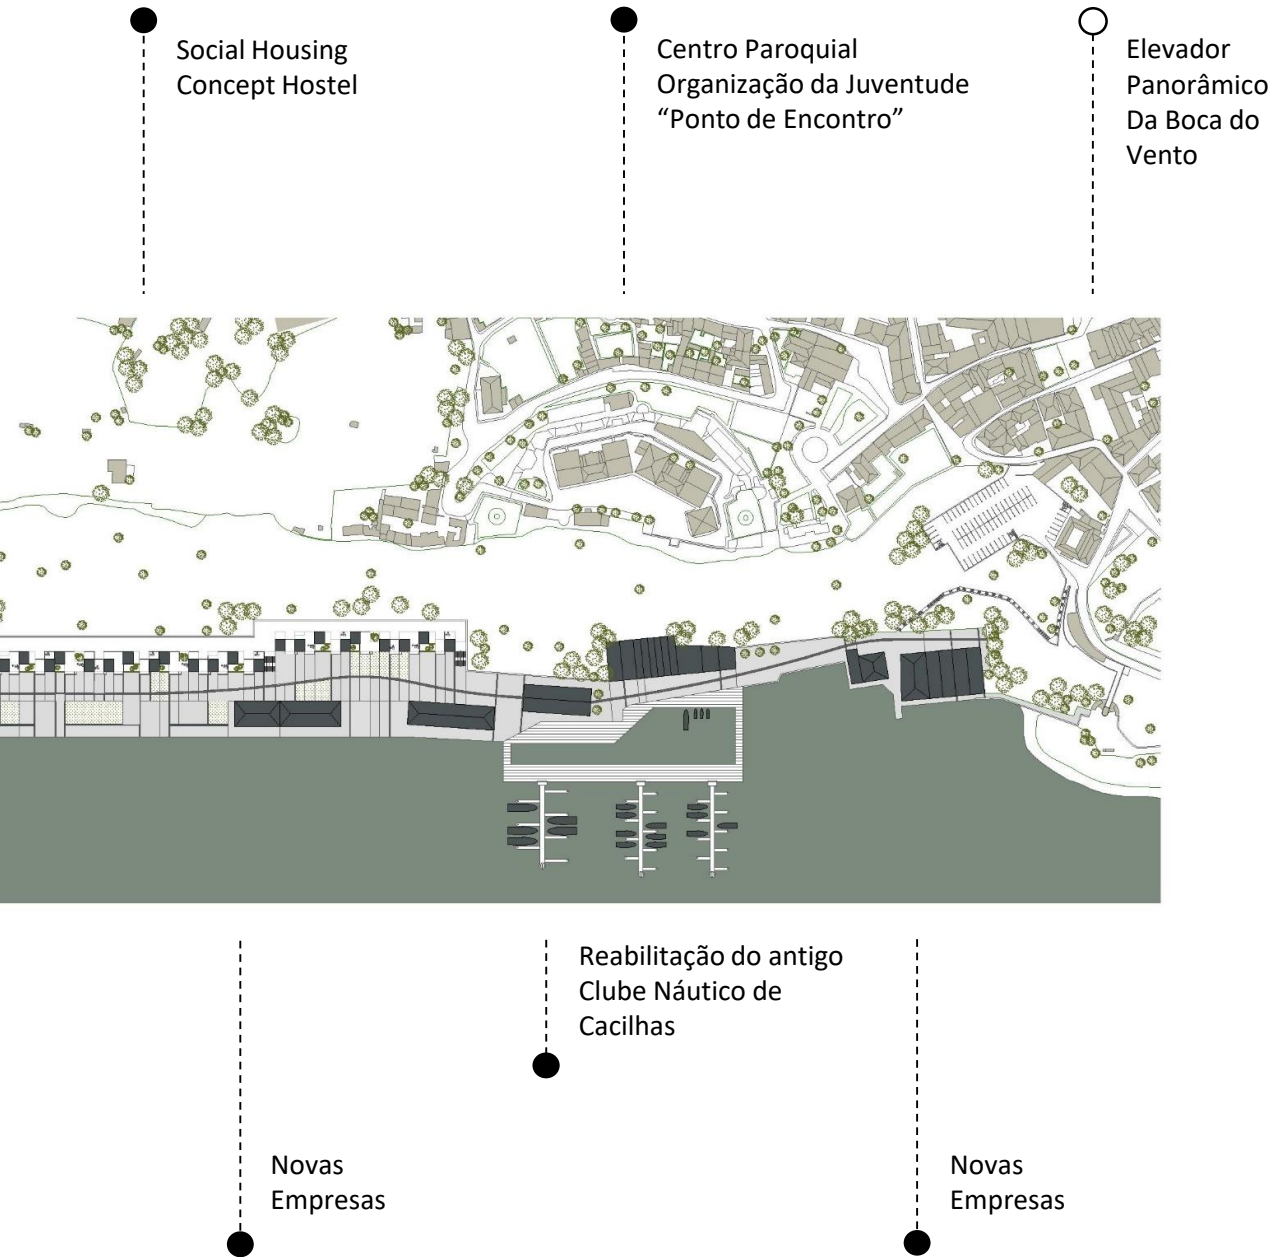 Social Housing
Concept Hostel
Centro Paroquial
Organização da Juventude
“Ponto de Encontro”
Elevador
Panorâmico
Da Boca do
Vento
Reabilitação do antigo
Clube Náutico de
Cacilhas
Novas
Empresas
Novas
Empresas